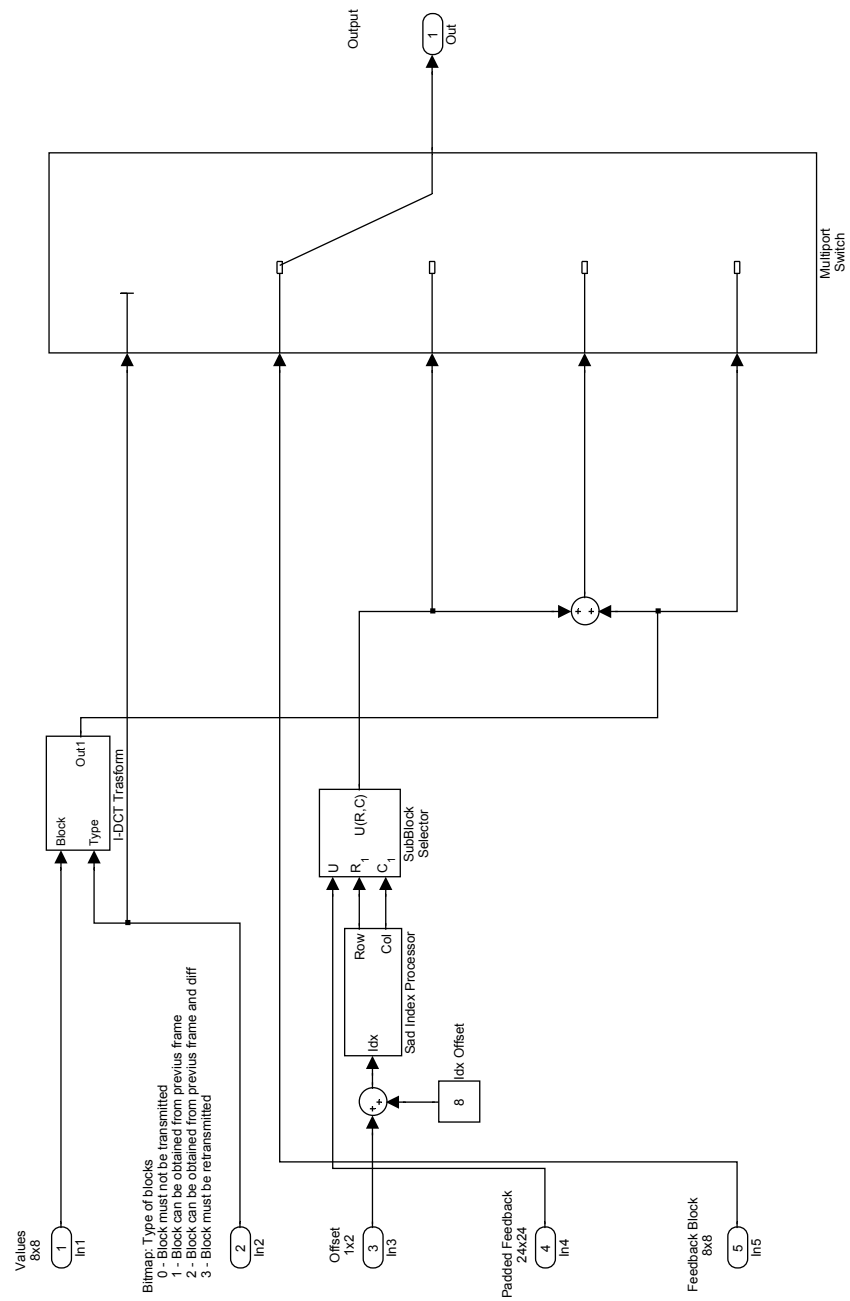 Values
8x8
1
In1
Bitmap: Type of blocks
0 - Block must not be transmitted
1 - Block can be obtained from previus frame
2 - Block can be obtained from previus frame and diff
3 - Block must be retransmitted
2
In2
Offset
1x2
3
In3
Padded Feedback
24x24
4
In4
Feedback Block
8x8
5
In5
Block
Type
Out1
I-DCT Trasform
+
+
8
Idx Offset
Idx
Row
Col
Sad Index Processor
U
R1
C1
U(R,C)
SubBlock
Selector
+
+
Multiport
Switch
Output
1
Out